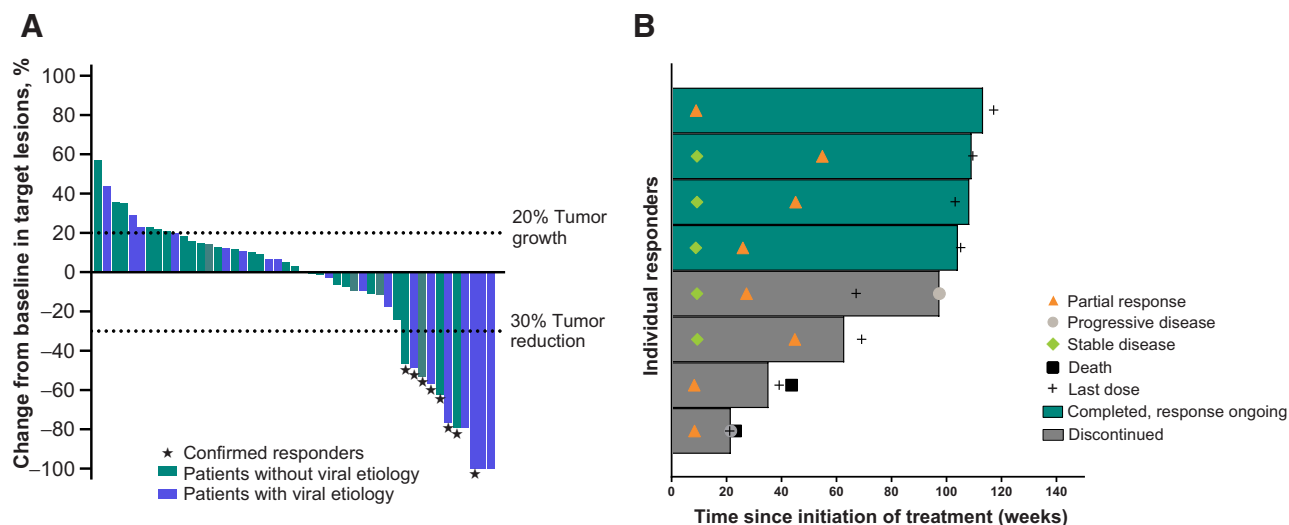 A
Change from baseline in target lesions, %
100
80
60
40
20
0
−20
−40
−60
−80
−100
20% Tumor
growth
30% Tumor
reduction
★ Confirmed responders
Patients without viral etiology
Patients with viral etiology
B
Individual responders
Partial response
Progressive disease
Stable disease
Death
+ Last dose
Completed, response ongoing
Discontinued
0 20 40 60 80 100 120 140
Time since initiation of treatment (weeks)